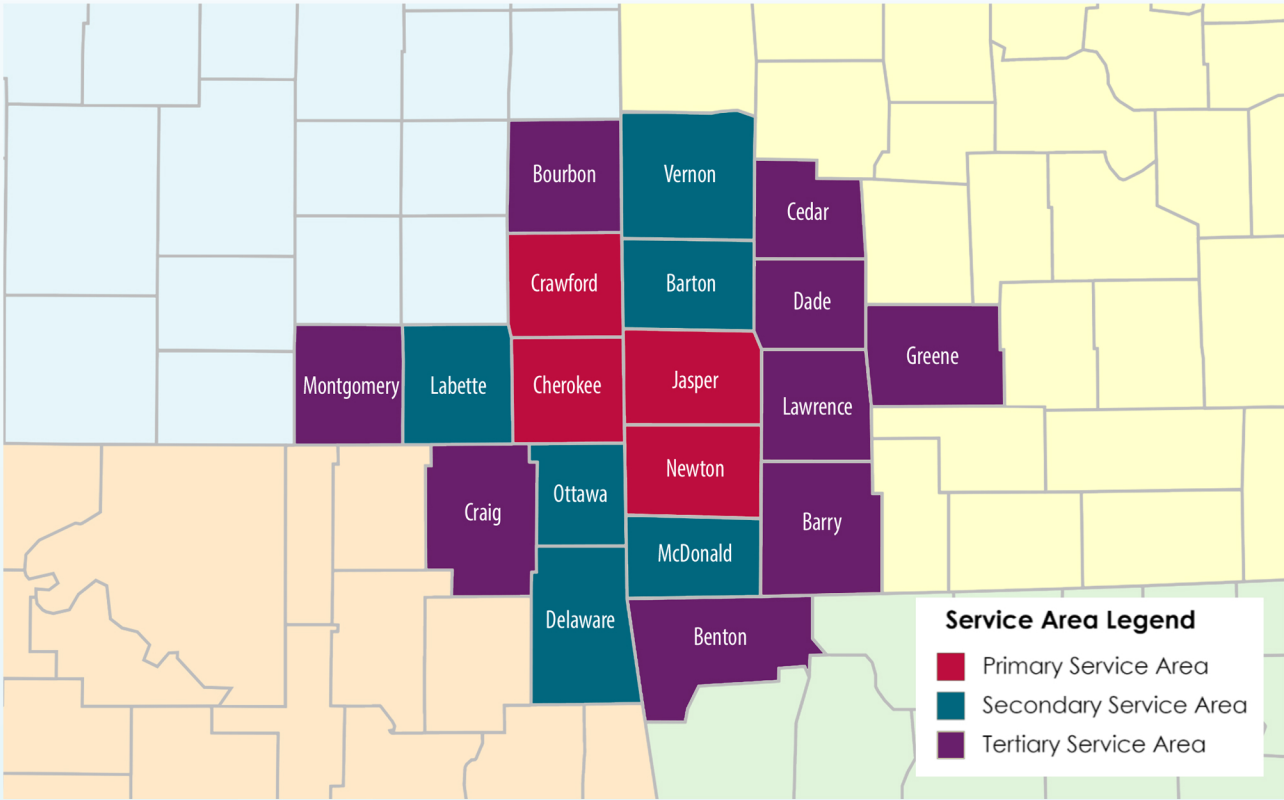 Bourbon
Vernon
Cedar
Crawford
Barton
Dade
Greene
Montgomery
Labette
Cherokee
Jasper
Lawrence
Newton
Ottawa
Craig
Barry
McDonald
Delaware
Benton
Service Area Legend
Primary Service Area
Secondary Service Area
Tertiary Service Area